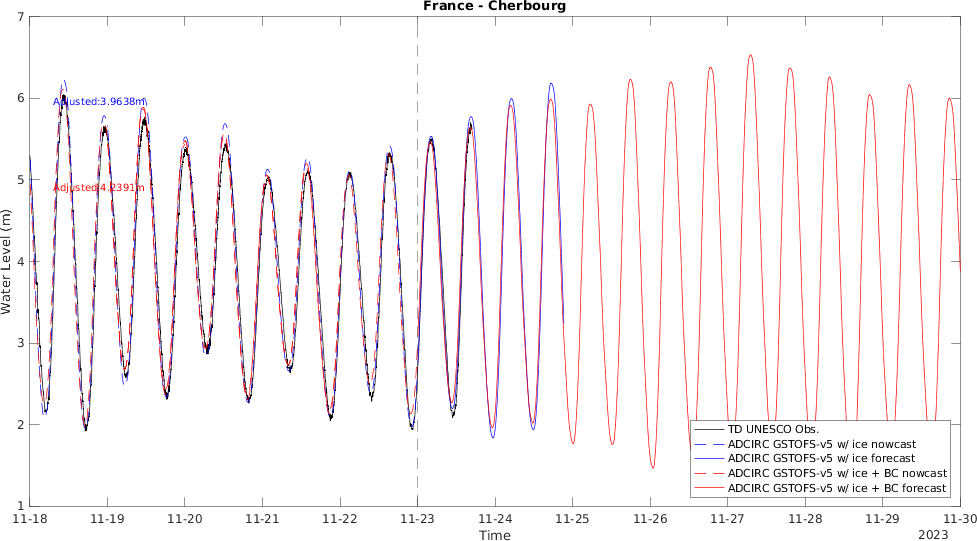 France - Cherbourg
7
6
5
4
3
2
1
Water Level (m)
Adjusted:3.9638m
Adjusted:4.2391m
TD UNESCO Obs.
ADCIRC GSTOFS-v5 w/ ice nowcast
ADCIRC GSTOFS-v5 w/ ice forecast
ADCIRC GSTOFS-v5 w/ ice + BC nowcast
ADCIRC GSTOFS-v5 w/ ice + BC forecast
11-18 11-19 11-20 11-21 11-22 11-23 11-24 11-25 11-26 11-27 11-28 11-29 11-30
Time
2023